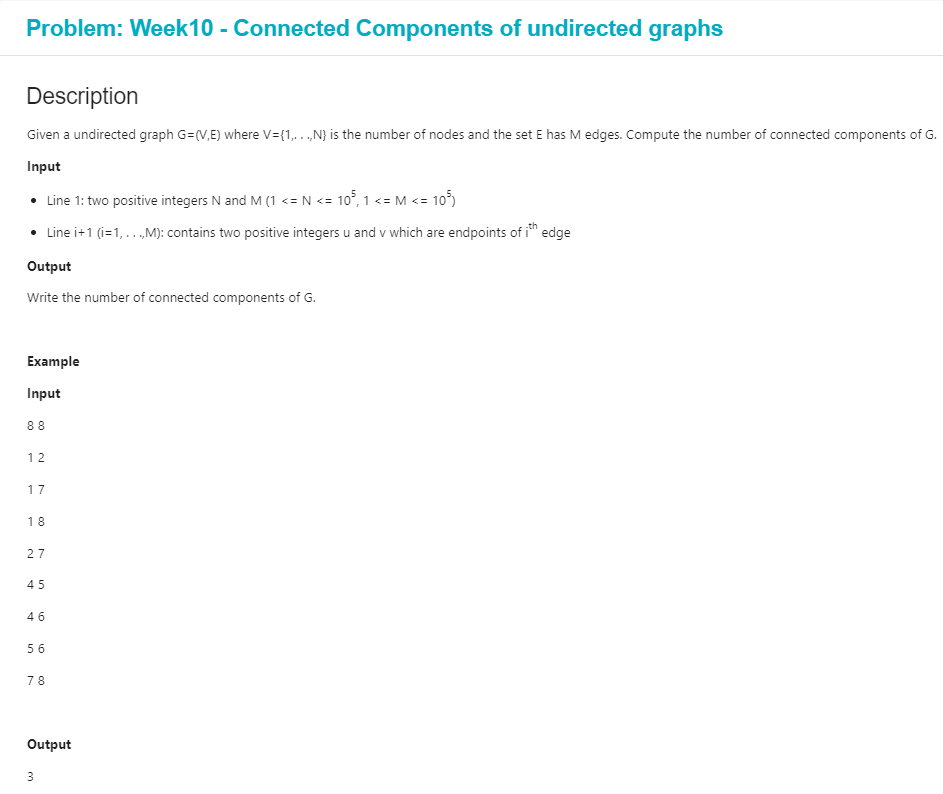 Problem: Week10 - Connected Components of undirected graphs
Description
Given a undirected graph G=(V,E) where V={1,. . .,N} is the number of nodes and the set E has M edges. Compute the number of connected components of G.
Input
• Line 1: two positive integers N and M (1 <= N <= 10^5, 1 <= M <= 10^5)
• Line i+1 (i=1, . . .,M): contains two positive integers u and v which are endpoints of i^th edge
Output
Write the number of connected components of G.
Example
Input
8 8
1 2
1 7
1 8
2 7
4 5
4 6
5 6
7 8
Output
3